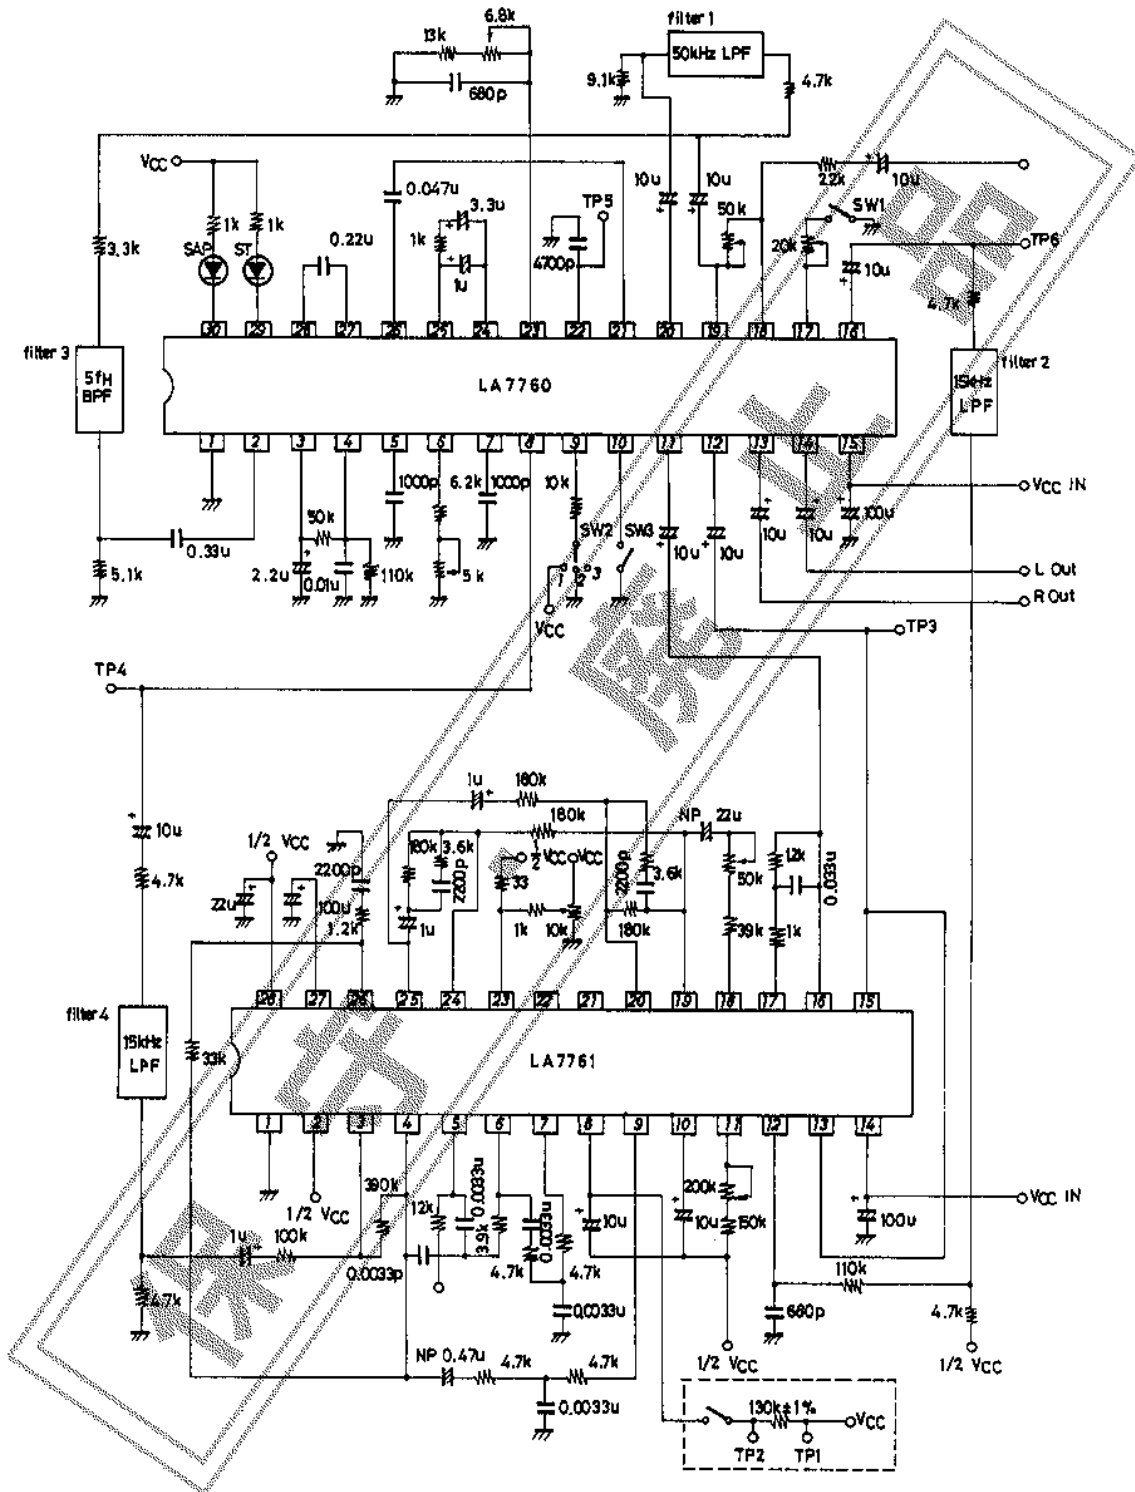 6.8k
filter 1
13k
50kHz LPF
9.1k
4.7k
680p
VCC
0.047u
3.3u
10u
10u
22k
10u
SW1
1k
1k
TP5
50k
1k
20k
TP6
3.3k
SAP
ST
0.22u
4700p
1u
10u
4.7k
30 29 28 27 26 25 24 23 22 21 20 19 18 17 16
filter 3
filter 2
5fH
BPF
LA7760
15kHz
LPF
1 2 3 4 5 6 7 8 9 10 11 12 13 14 15
1000p
6.2k
1000p
10k
VCC IN
50k
SW2
SW3
10u
10u
10u
10u
100u
0.33u
5.1k
2.2u
0.01u
110k
5k
1
2
3
L Out
R Out
VCC
TP3
TP4
1u
180k
180k
NP
22u
10u
1/2 VCC
180k
3.6k
1/2 VCC
VCC
12k
4.7k
2200p
2200p
33
2200p
3.6k
50k
0.033u
22u
100u
1.2k
1u
1k
10k
180k
39k
1k
28 27 26 25 24 23 22 21 20 19 18 17 16 15
filter 4
15kHz
LPF
33k
LA7761
1 2 3 4 5 6 7 8 9 10 11 12 13 14
390k
12k
0.0033u
200k
VCC IN
1/2 VCC
3.9k
0.0033u
10u
10u
150k
100u
1u
100k
0.0033p
4.7k
4.7k
110k
4.7k
0.0033u
680p
4.7k
NP 0.47u
4.7k
4.7k
1/2 VCC
1/2 VCC
0.0033u
130k±1%
VCC
TP2
TP1
保守廃止品